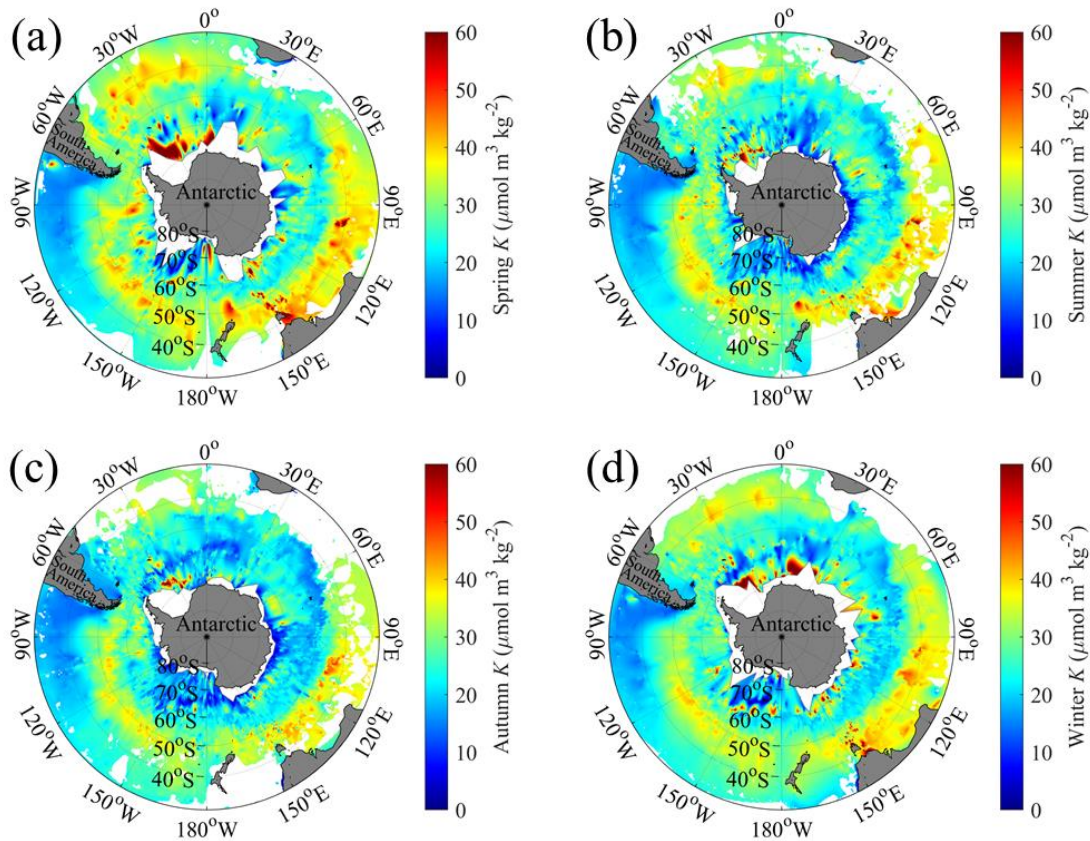 (a)
0°
30°E
60°E
90°E
120°E
150°E
180°W
150°W
120°W
90°W
60°W
30°W
South America
Antarctic
80°S
70°S
60°S
50°S
40°S
60
50
40
30
20
10
0
Spring K (μmol m³ kg⁻²)
(b)
0°
30°E
60°E
90°E
120°E
150°E
180°W
150°W
120°W
90°W
60°W
30°W
South America
Antarctic
80°S
70°S
60°S
50°S
40°S
60
50
40
30
20
10
0
Sumnner K (μmol m³ kg⁻²)
(c)
0°
30°E
60°E
90°E
120°E
150°E
180°W
150°W
120°W
90°W
60°W
30°W
South America
Antarctic
80°S
70°S
60°S
50°S
40°S
60
50
40
30
20
10
0
Autumn K (μmol m³ kg⁻²)
(d)
0°
30°E
60°E
90°E
120°E
150°E
180°W
150°W
120°W
90°W
60°W
30°W
South America
Antarctic
80°S
70°S
60°S
50°S
40°S
60
50
40
30
20
10
0
Winter K (μmol m³ kg⁻²)